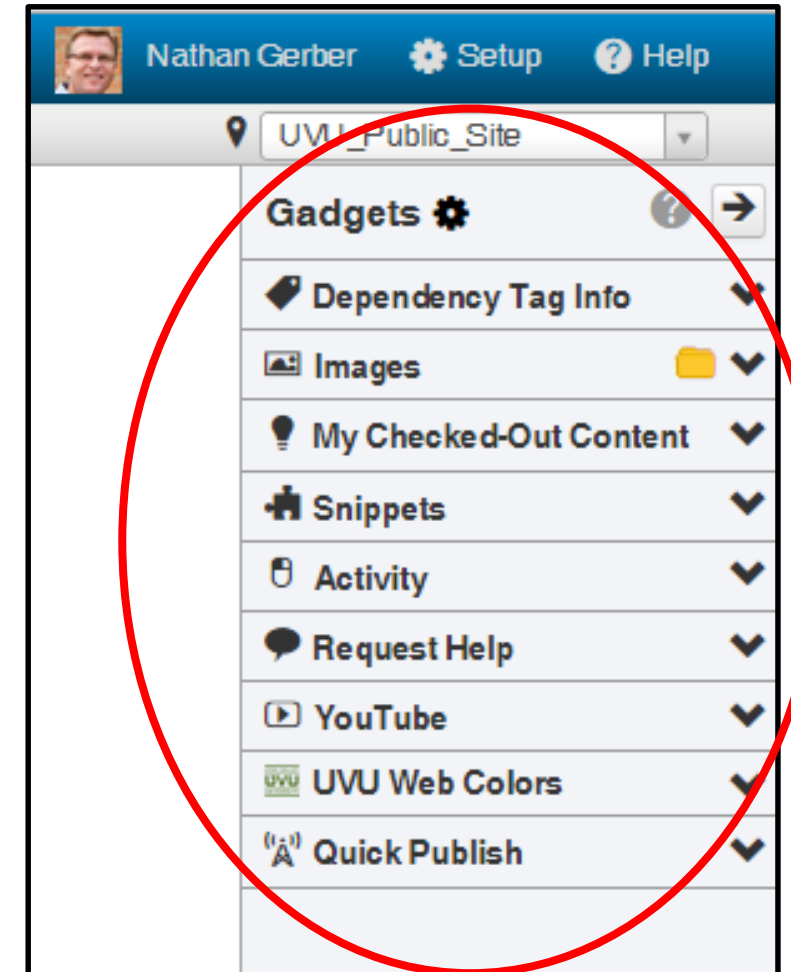 Nathan Gerber Setup Help
UVU_Public_Site
Gadgets
Dependency Tag Info
Images
My Checked-Out Content
Snippets
Activity
Request Help
YouTube
UVU UVU Web Colors
Quick Publish